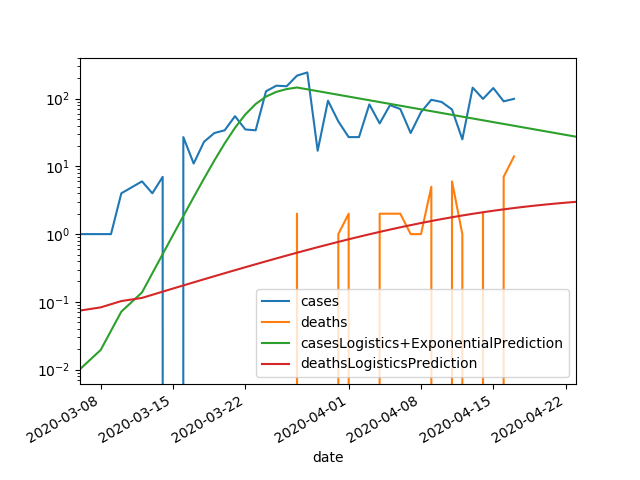 10²
10¹
10⁰
10⁻¹
10⁻²
cases
deaths
casesLogistics+ExponentialPrediction
deathsLogisticsPrediction
2020-03-08
2020-03-15
2020-03-22
2020-04-01
2020-04-08
2020-04-15
2020-04-22
date